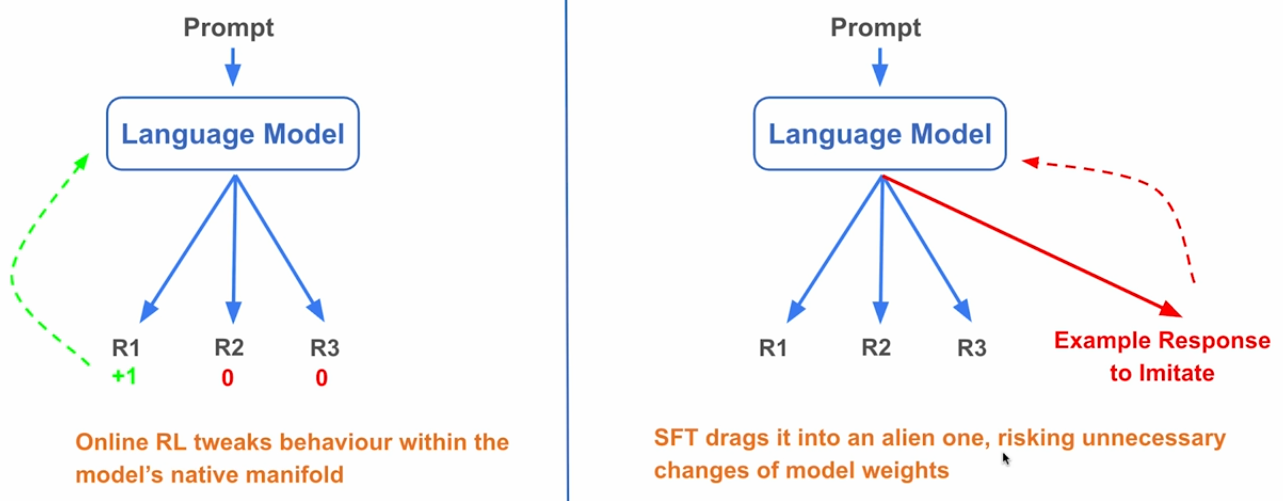 Prompt
Language Model
R1
R2
R3
+1
0
0
Online RL tweaks behaviour within the
model's native manifold
Prompt
Language Model
R1
R2
R3
Example Response
to Imitate
SFT drags it into an alien one, risking unnecessary
changes of model weights